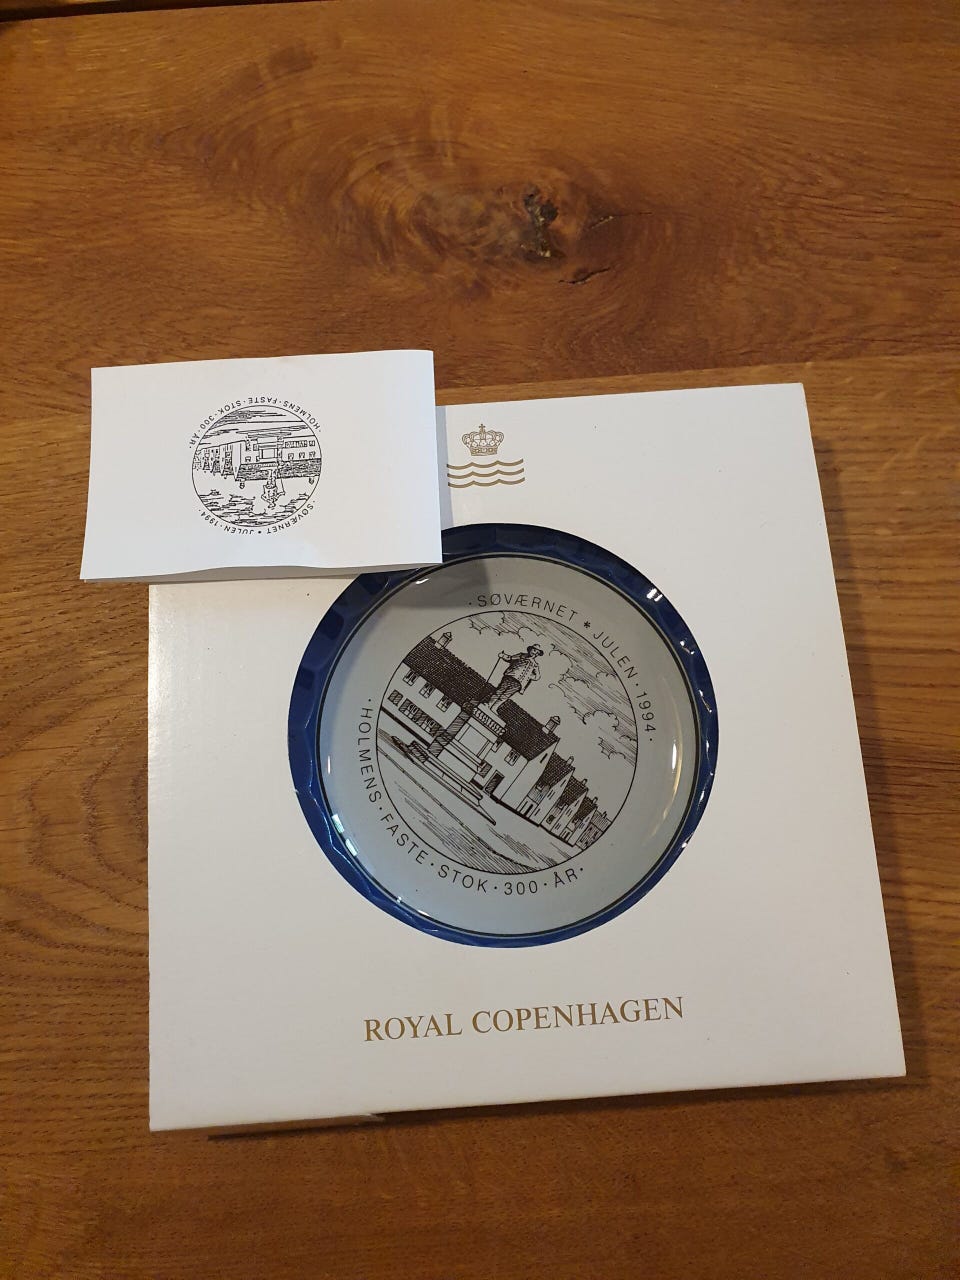 ·HOLMENS·FASTE·STOK·300·ÅR·
·SØVÆRNET * JULEN·1994·
·SØVÆRNET * JULEN·1994·
·HOLMENS·FASTE·STOK·300·ÅR·
ROYAL COPENHAGEN